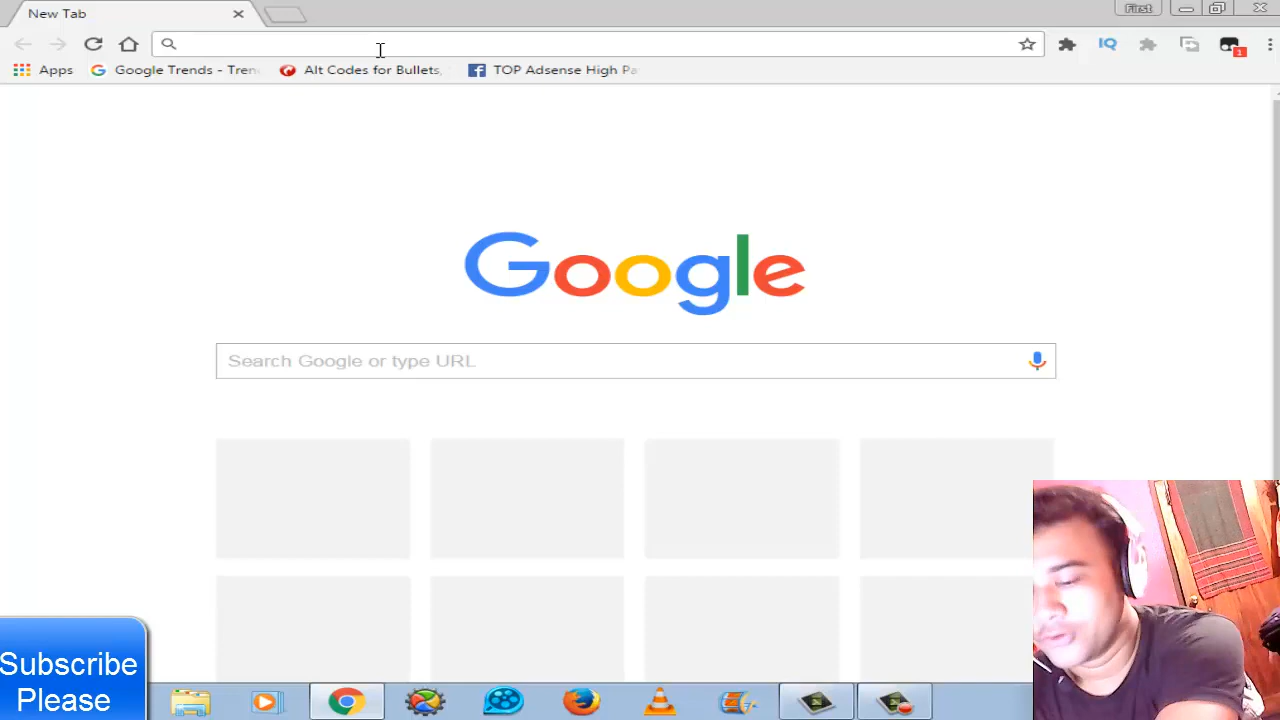 New Tab
First
Apps
Google Trends - Tren
Alt Codes for Bullets,
TOP Adsense High Pa
1
Google
Search Google or type URL
Subscribe
Please